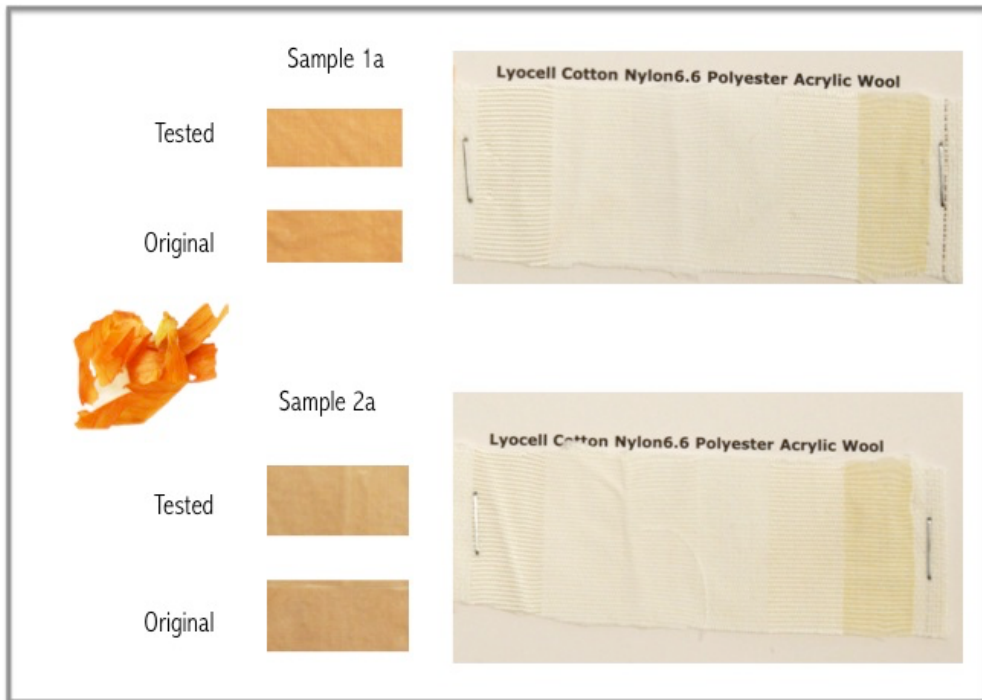 Sample 1a
Lyocell Cotton Nylon6.6 Polyester Acrylic Wool
Tested
Original
Sample 2a
Lyocell Cotton Nylon6.6 Polyester Acrylic Wool
Tested
Original